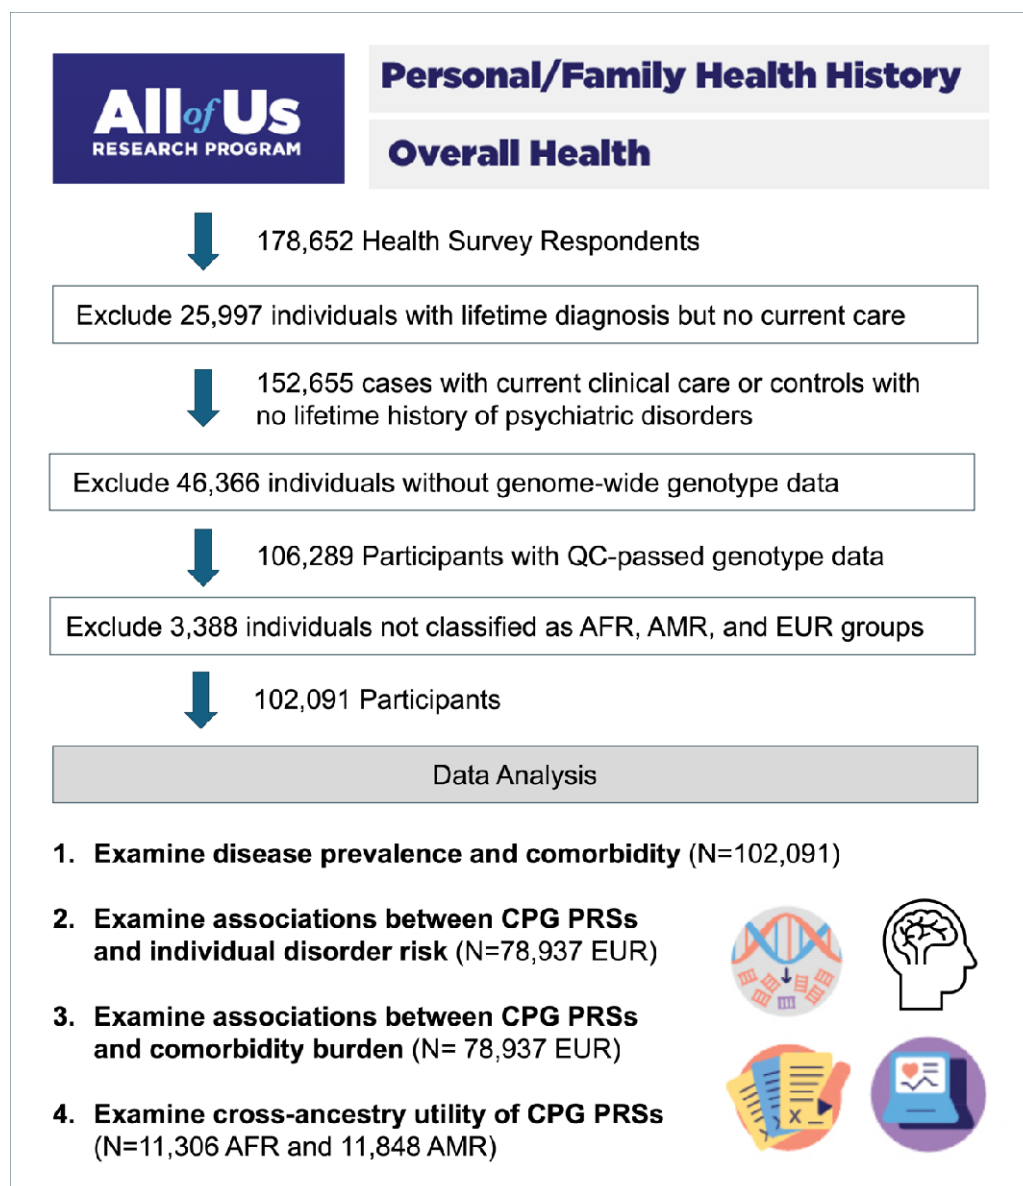 All of Us
RESEARCH PROGRAM
Personal/Family Health History
Overall Health
178,652 Health Survey Respondents
Exclude 25,997 individuals with lifetime diagnosis but no current care
152,655 cases with current clinical care or controls with
no lifetime history of psychiatric disorders
Exclude 46,366 individuals without genome-wide genotype data
106,289 Participants with QC-passed genotype data
Exclude 3,388 individuals not classified as AFR, AMR, and EUR groups
102,091 Participants
Data Analysis
1. Examine disease prevalence and comorbidity (N=102,091)
2. Examine associations between CPG PRSs
and individual disorder risk (N=78,937 EUR)
3. Examine associations between CPG PRSs
and comorbidity burden (N= 78,937 EUR)
4. Examine cross-ancestry utility of CPG PRSs
(N=11,306 AFR and 11,848 AMR)